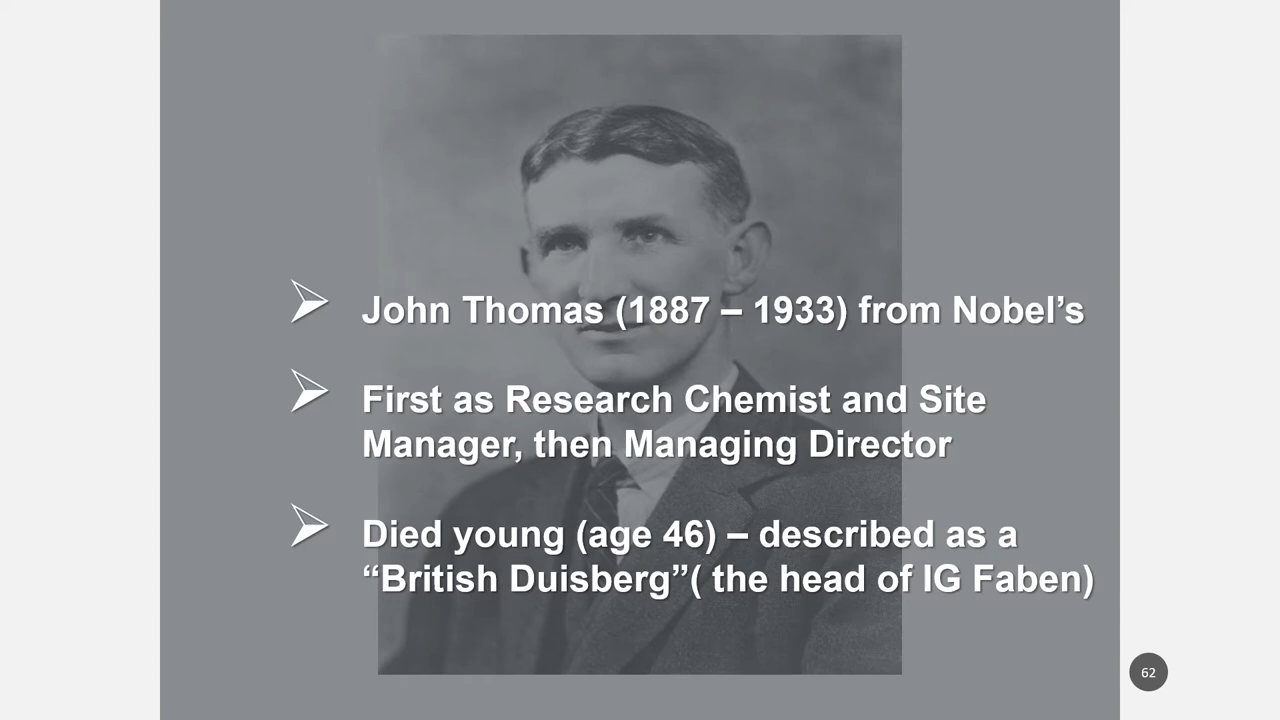 John Thomas (1887 – 1933) from Nobel’s
First as Research Chemist and Site
Manager, then Managing Director
Died young (age 46) – described as a
“British Duisberg”( the head of IG Faben)
62